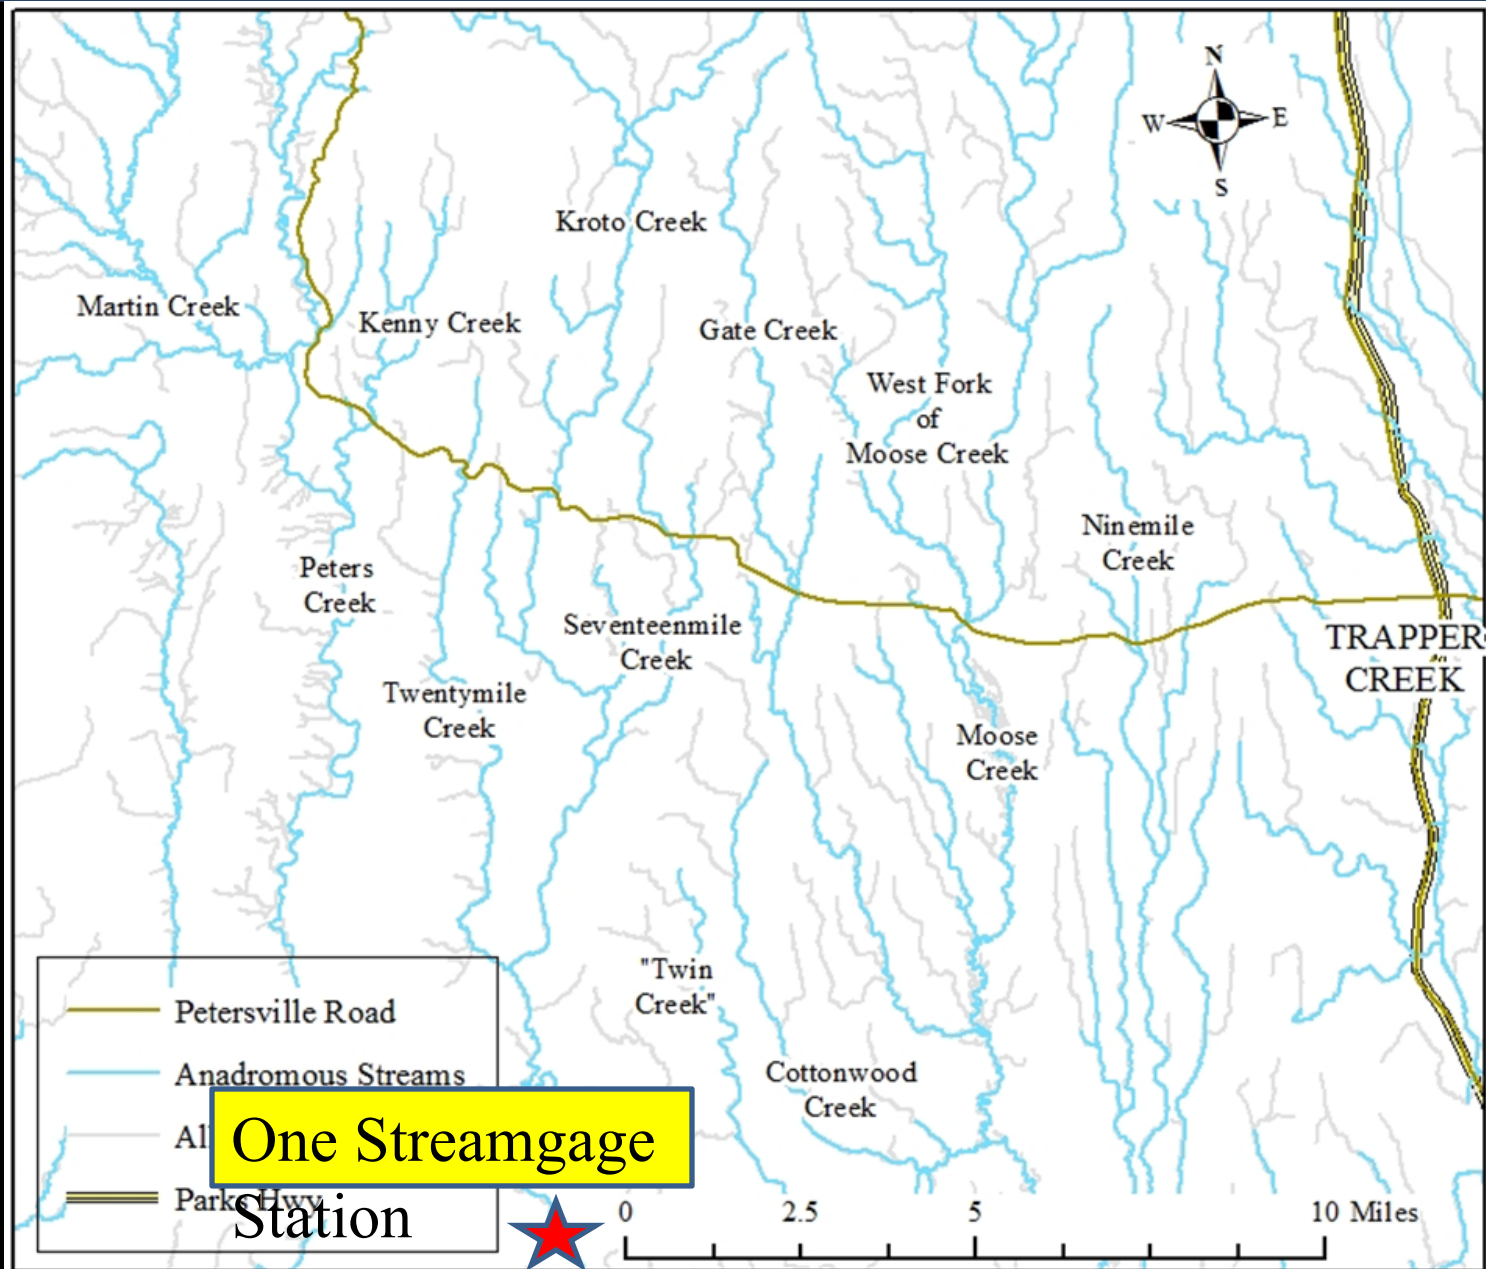 N
W E
S
Kroto Creek
Martin Creek
Kenny Creek
Gate Creek
West Fork
of
Moose Creek
Ninemile
Creek
Peters
Creek
Seventeenmile
Creek
TRAPPER
CREEK
Twentymile
Creek
Moose
Creek
"Twin
Creek"
Cottonwood
Creek
Petersville Road
Anadromous Streams
One Streamgage
Station
Parks Hwy
0 2.5 5 10 Miles